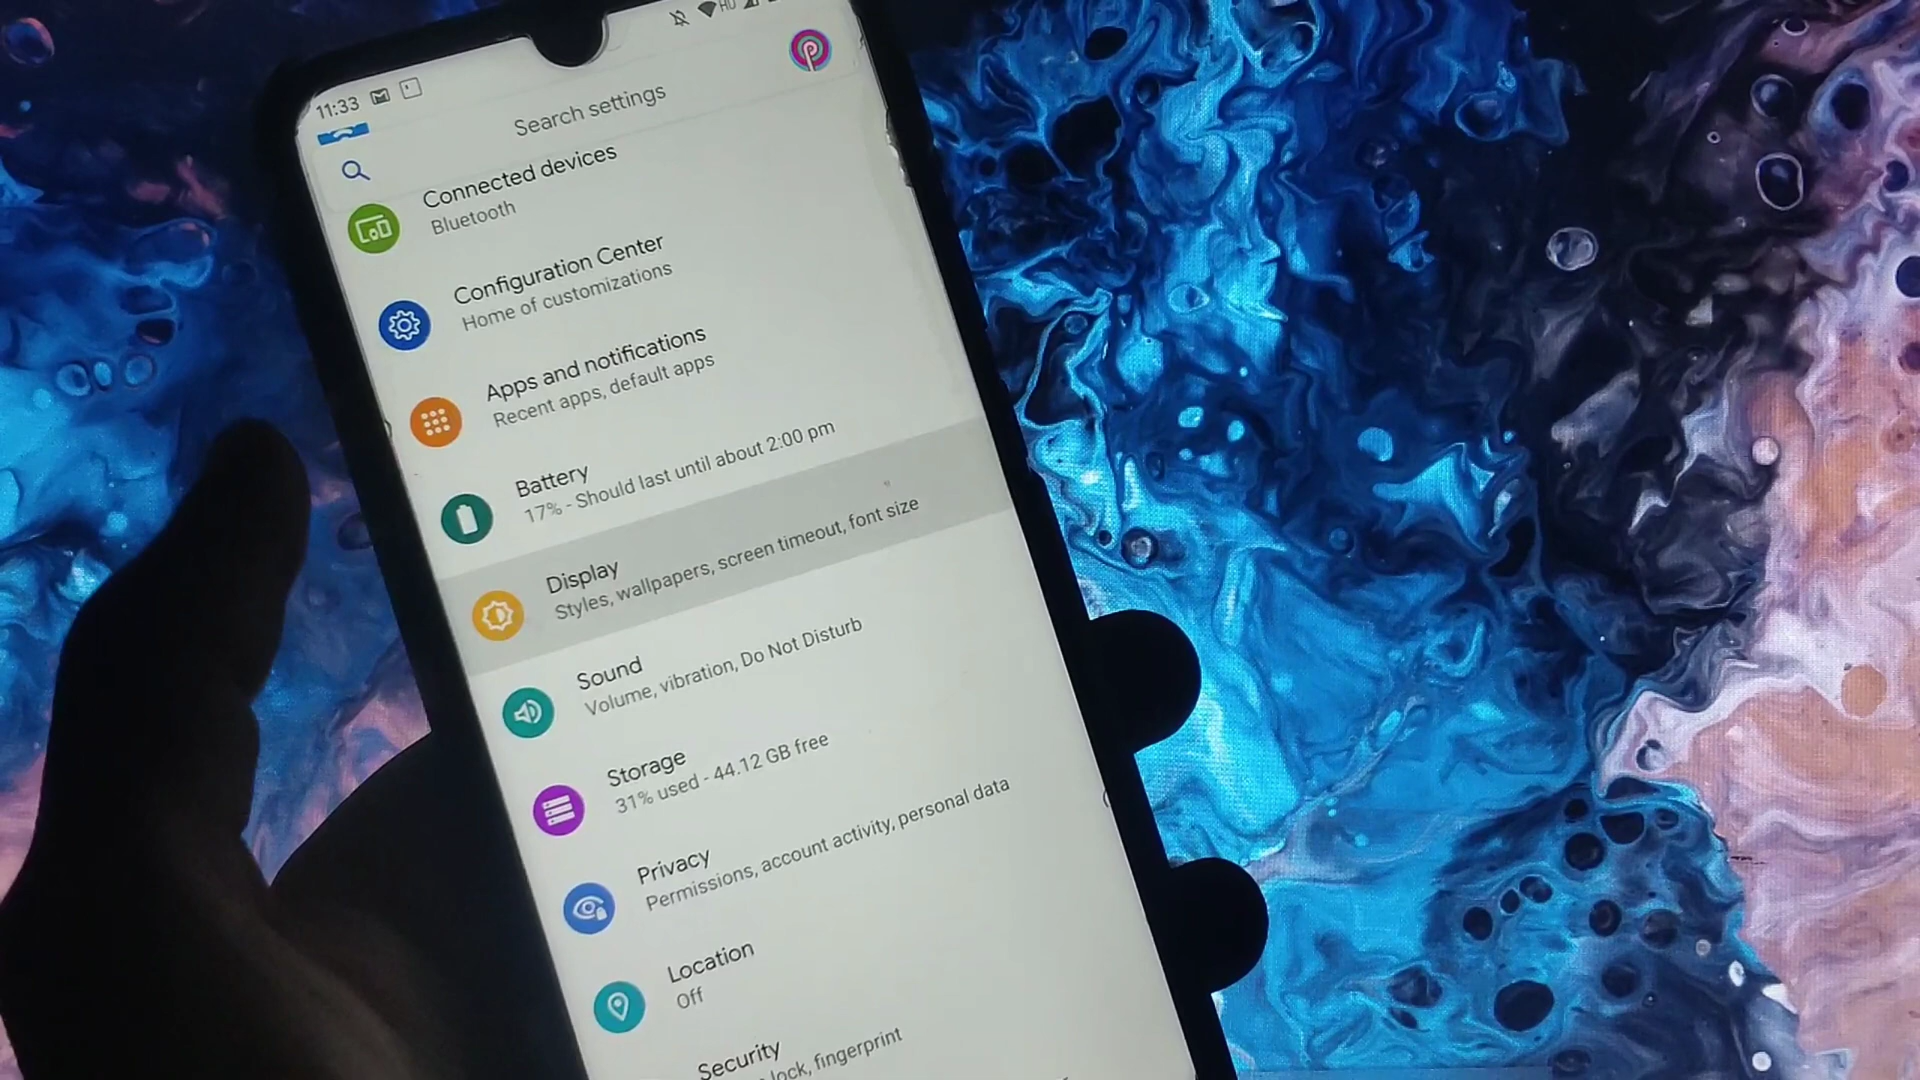 11:33
HD
Search settings
Connected devices
Bluetooth
Configuration Center
Home of customizations
Apps and notifications
Recent apps, default apps
Battery
17% - Should last until about 2:00 pm
Display
Styles, wallpapers, screen timeout, font size
Sound
Volume, vibration, Do Not Disturb
Storage
31% used - 44.12 GB free
Privacy
Permissions, account activity, personal data
Location
Off
Security
lock, fingerprint